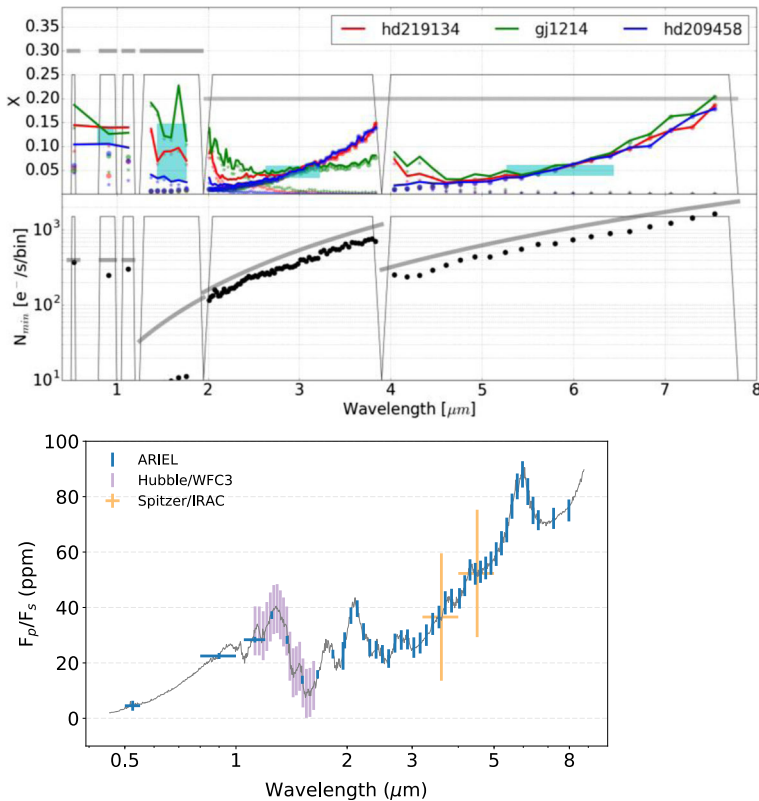 hd219134 gj1214 hd209458
0.40
0.35
0.30
0.25
X
0.20
0.15
0.10
0.05
10³
N_min [e⁻/s/bin]
10²
10¹
1 2 3 4 5 6 7 8
Wavelength [μm]
100
ARIEL
Hubble/WFC3
80
Spitzer/IRAC
60
F_p/F_s (ppm)
40
20
0
0.5 1 2 3 5 8
Wavelength (μm)